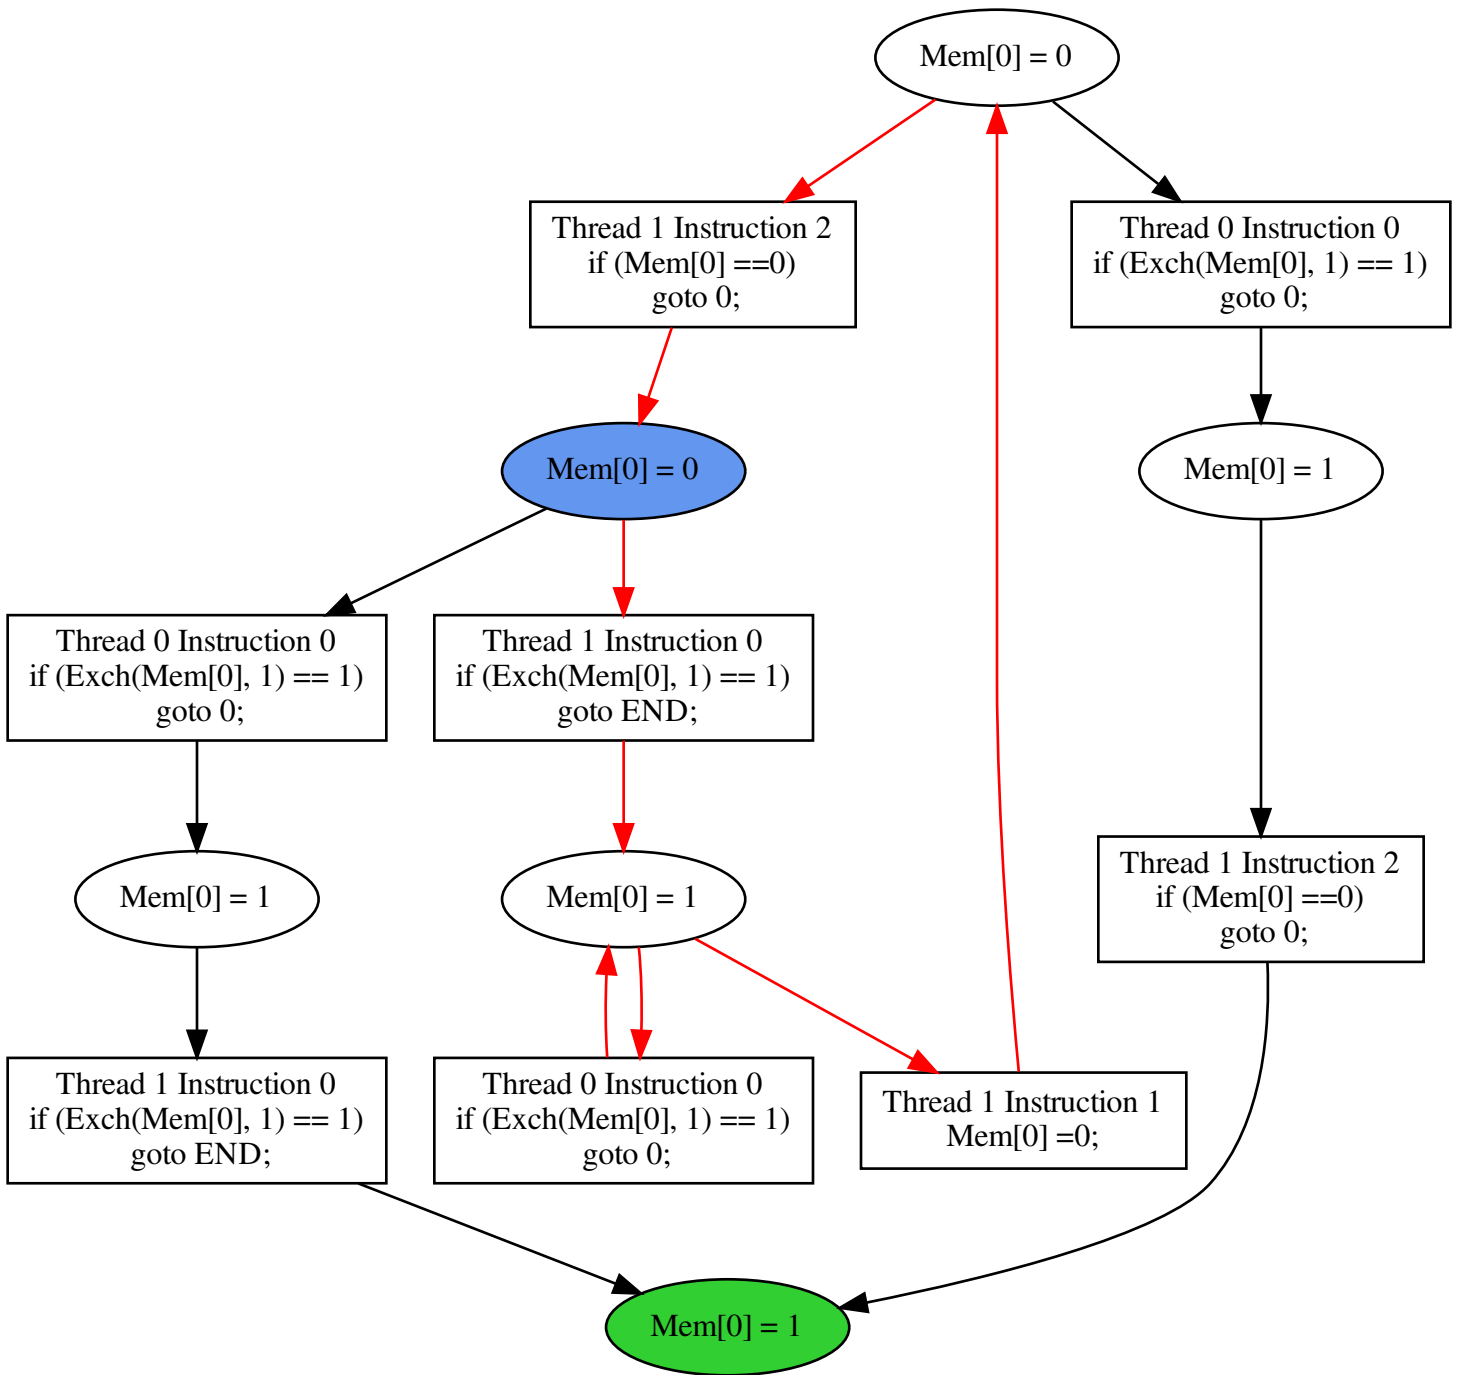 Mem[0] = 0
Thread 1 Instruction 2
if (Mem[0] ==0)
goto 0;
Thread 0 Instruction 0
if (Exch(Mem[0], 1) == 1)
goto 0;
Mem[0] = 0
Mem[0] = 1
Thread 0 Instruction 0
if (Exch(Mem[0], 1) == 1)
goto 0;
Thread 1 Instruction 0
if (Exch(Mem[0], 1) == 1)
goto END;
Mem[0] = 1
Mem[0] = 1
Thread 1 Instruction 2
if (Mem[0] ==0)
goto 0;
Thread 1 Instruction 0
if (Exch(Mem[0], 1) == 1)
goto END;
Thread 0 Instruction 0
if (Exch(Mem[0], 1) == 1)
goto 0;
Thread 1 Instruction 1
Mem[0] =0;
Mem[0] = 1